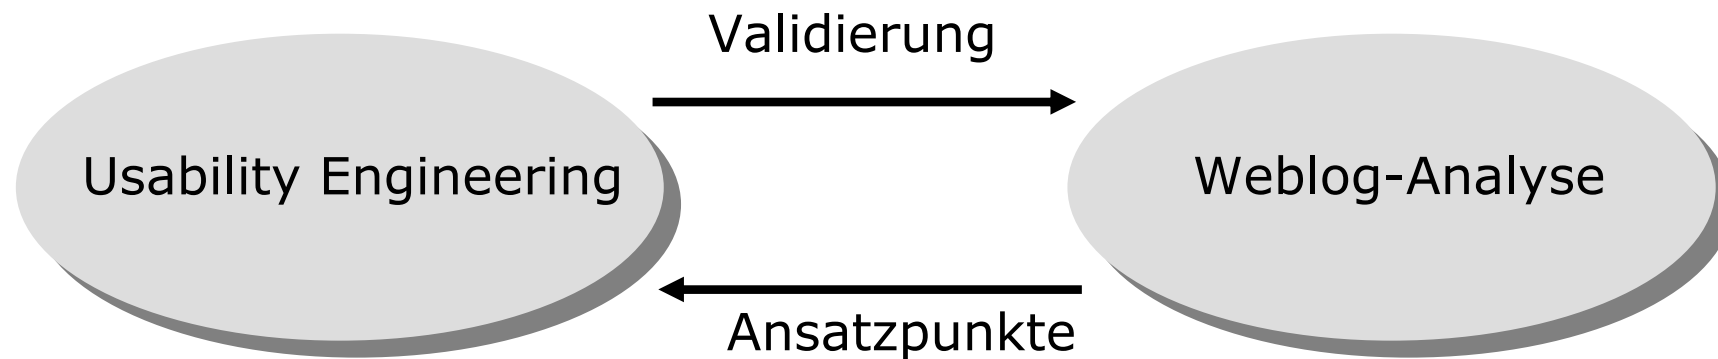 Validierung
Usability Engineering
Weblog-Analyse
Ansatzpunkte